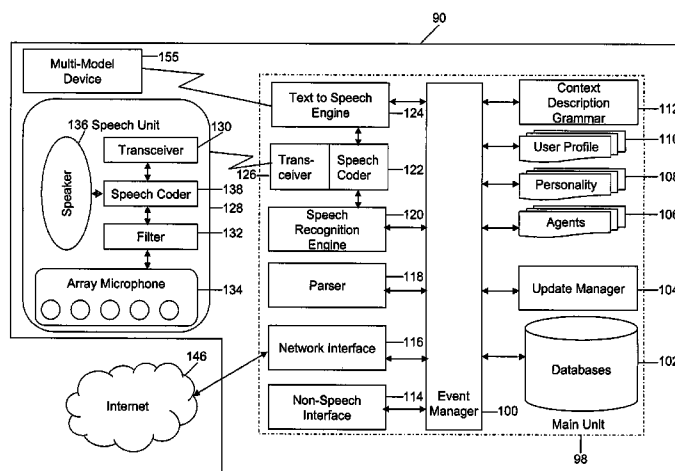 90
155
Multi-Model
Device
136 Speech Unit
130
Transceiver
Speaker
Speech Coder
138
128
Filter
132
Array Microphone
134
146
Internet
Text to Speech
Engine
124
Trans-
ceiver
Speech
Coder
126
122
Speech
Recognition
Engine
120
Parser
118
Network Interface
116
Non-Speech
Interface
114
Event
Manager
100
Context
Description
Grammar
112
User Profile
110
Personality
108
Agents
106
Update Manager
104
Databases
102
Main Unit
98